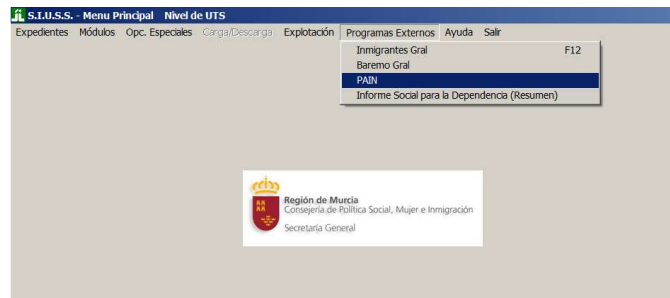 S.I.U.S.S. - Menu Principal Nivel de UTS
Expedientes Módulos Opc. Especiales Carga/Descarga Explotación Programas Externos Ayuda Salir
Inmigrantes Gral F12
Baremo Gral
PAIN
Informe Social para la Dependencia (Resumen)
Región de Murcia
Consejería de Política Social, Mujer e Inmigración
Secretaría General